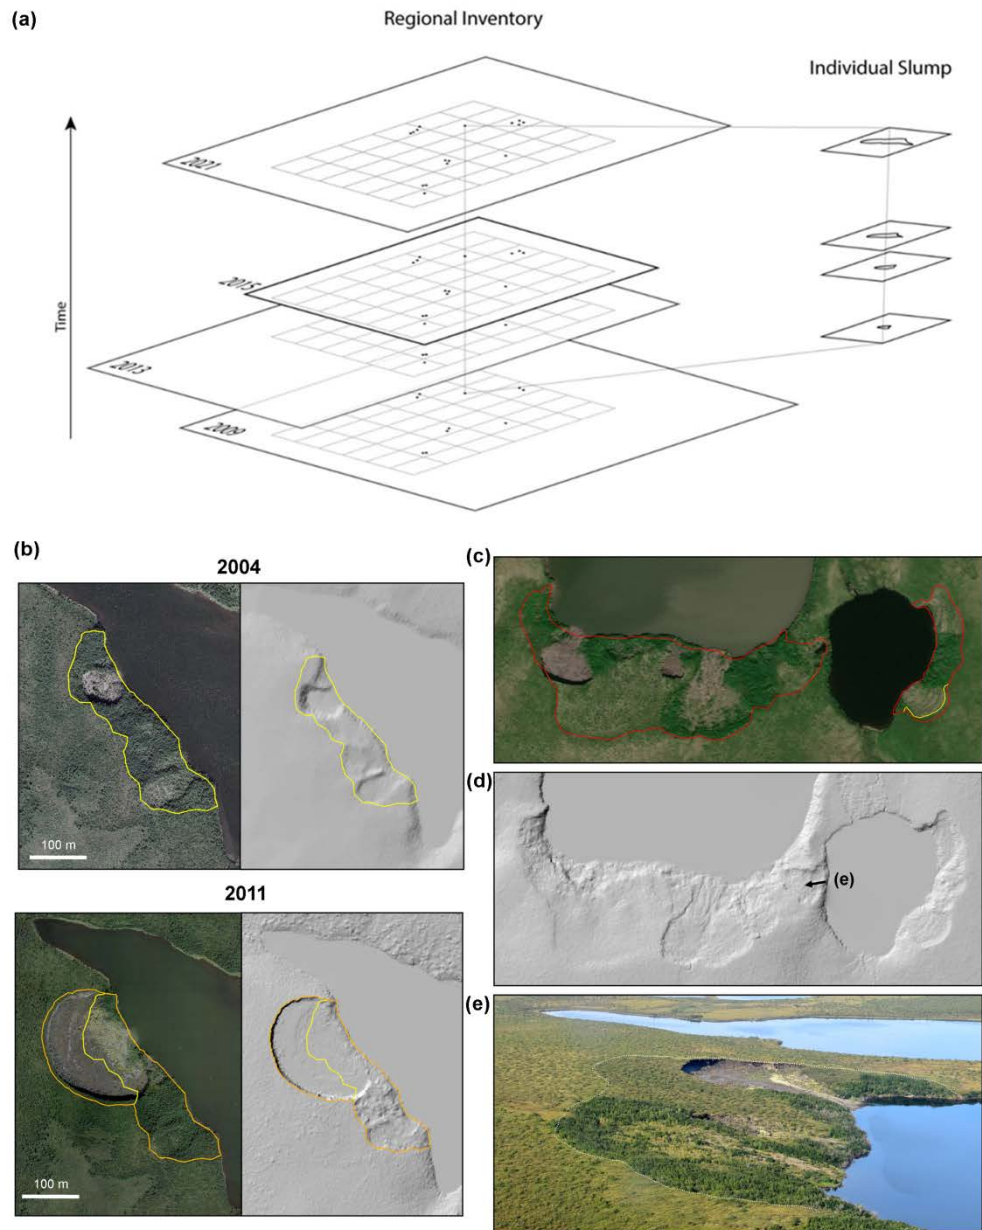 (a)
Regional Inventory
Individual Slump
Time
2021
2015
2013
2009
(b)
2004
100 m
2011
100 m
(c)
(d)
(e)
(e)